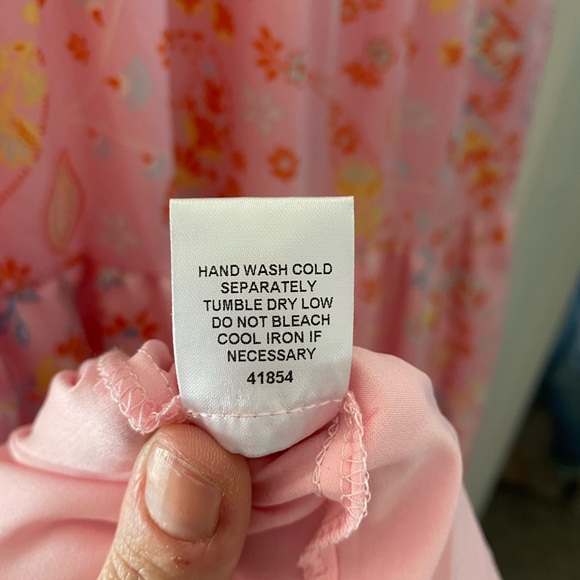 HAND WASH COLD
SEPARATELY
TUMBLE DRY LOW
DO NOT BLEACH
COOL IRON IF
NECESSARY
41854